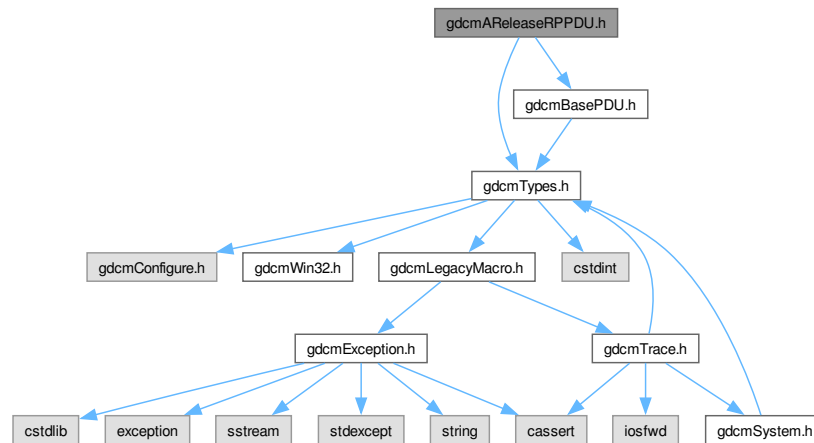 gdcmAReleaseRPPDU.h
gdcmBasePDU.h
gdcmTypes.h
gdcmConfigure.h
gdcmWin32.h
gdcmLegacyMacro.h
cstdint
gdcmException.h
gdcmTrace.h
cstdlib
exception
sstream
stdexcept
string
cassert
iosfwd
gdcmSystem.h